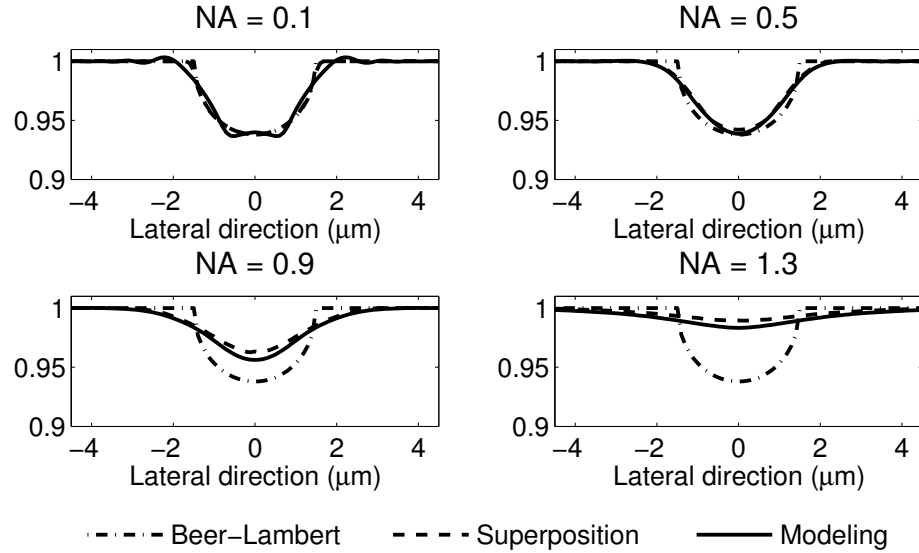 NA = 0.1
1
0.95
0.9
−4 −2 0 2 4
Lateral direction (μm)
NA = 0.5
1
0.95
0.9
−4 −2 0 2 4
Lateral direction (μm)
NA = 0.9
1
0.95
0.9
−4 −2 0 2 4
Lateral direction (μm)
NA = 1.3
1
0.95
0.9
−4 −2 0 2 4
Lateral direction (μm)
Beer−Lambert Superposition Modeling